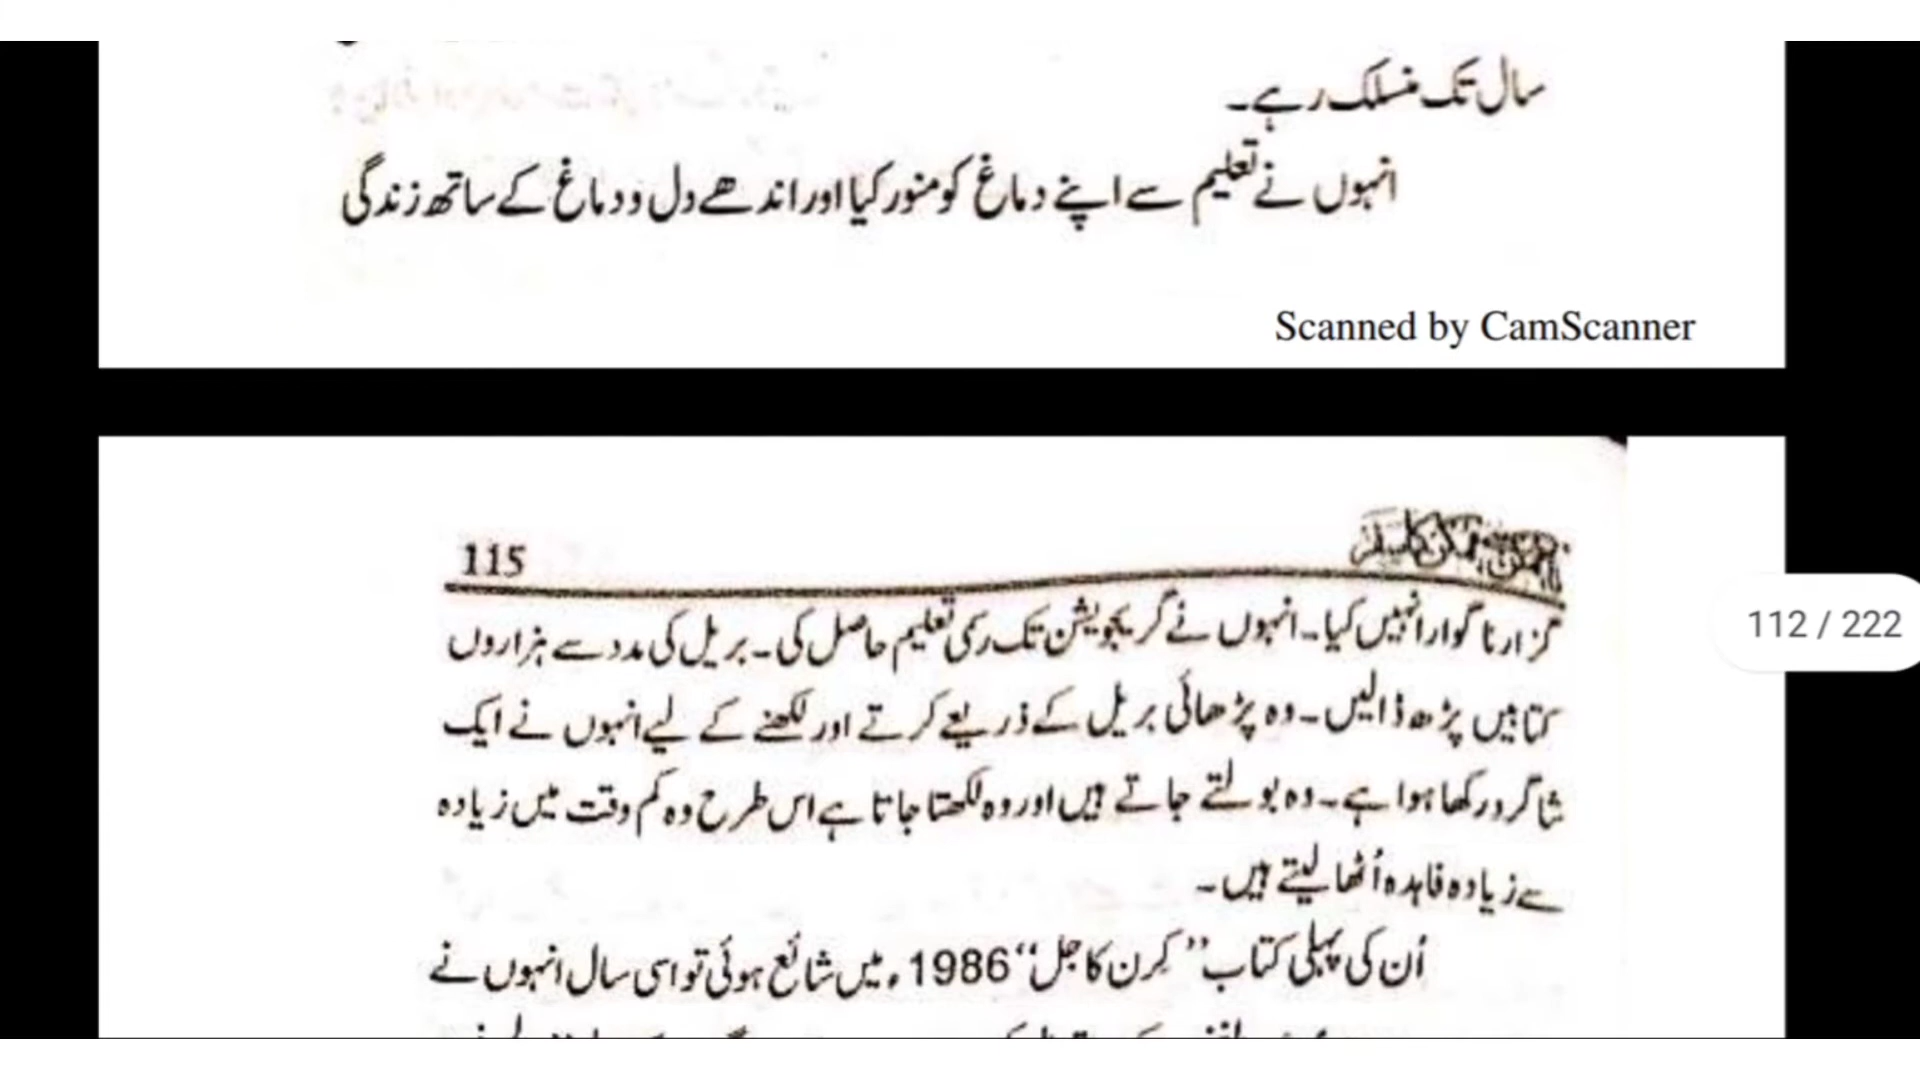 سال تک منسلک رہے۔
انہوں نے تعلیم سے اپنے دماغ کو منور کیا اور اندھے دل و دماغ کے ساتھ زندگی
Scanned by CamScanner
115
گزارنا گوارا نہیں کیا۔ انہوں نے گریجویشن تک رسمی تعلیم حاصل کی۔ بریل کی مدد سے ہزاروں
112 / 222
کتابیں پڑھ ڈالیں۔ وہ پڑھائی بریل کے ذریعے کرتے اور لکھنے کے لیے انہوں نے ایک
شاگرد رکھا ہوا ہے۔ وہ بولتے جاتے ہیں اور وہ لکھتا جاتا ہے اس طرح وہ کم وقت میں زیادہ
سے زیادہ فاہدہ اُٹھا لیتے ہیں۔
اُن کی پہلی کتاب ”کرن کاجل“ 1986ء میں شائع ہوئی تو اسی سال انہوں نے